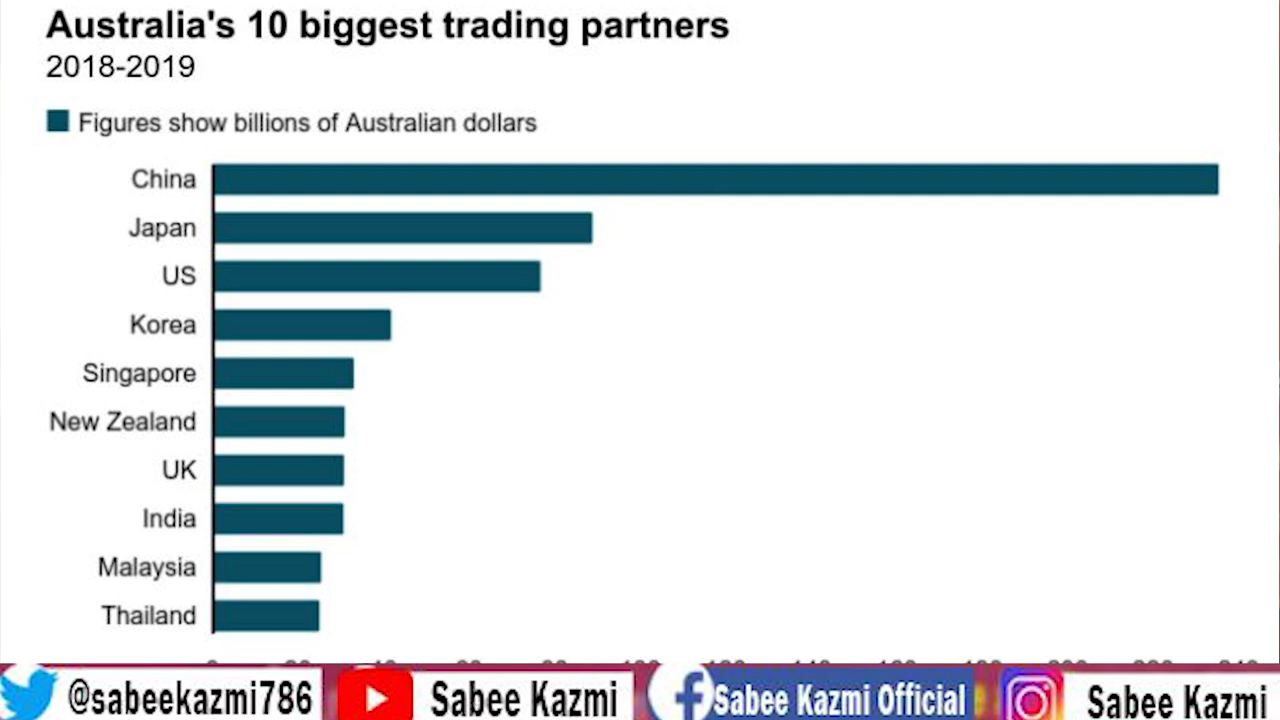 Australia's 10 biggest trading partners
2018-2019
Figures show billions of Australian dollars
China
Japan
US
Korea
Singapore
New Zealand
UK
India
Malaysia
Thailand
@sabeekazmi786
Sabee Kazmi
Sabee Kazmi Official
Sabee Kazmi